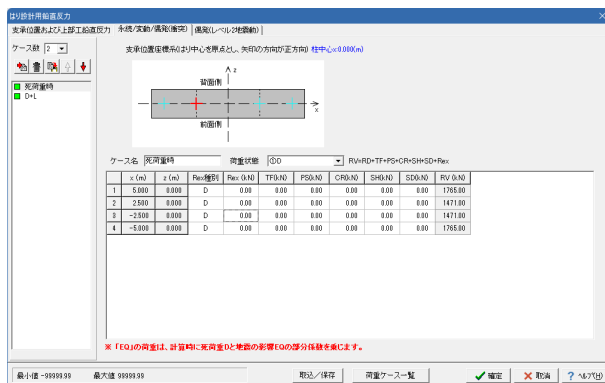 はり設計用鉛直反力
支承位置および上部工鉛直反力 永続/変動/偶発(衝突) 偶発(レベル2地震動)
ケース数 2
支承位置座標系(はり中心を原点とし、矢印の方向が正方向) 柱中心x:0.000(m)
死荷重時
D+L
z
背面側
x
前面側
ケース名 死荷重時 荷重状態 ①D RV=RD+TF+PS+CR+SH+SD+Rex
x (m) z (m) Rex種別 Rex (kN) TF(kN) PS(kN) CR(kN) SH(kN) SD(kN) RV (kN)
1 5.000 0.000 D 0.00 0.00 0.00 0.00 0.00 0.00 1765.00
2 2.500 0.000 D 0.00 0.00 0.00 0.00 0.00 0.00 1471.00
3 -2.500 0.000 D 0.00 0.00 0.00 0.00 0.00 0.00 1471.00
4 -5.000 0.000 D 0.00 0.00 0.00 0.00 0.00 0.00 1765.00
※「EQ」の荷重は、計算時に死荷重Dと地震の影響EQの部分係数を乗じます。
最小値 -99999.99 最大値 99999.99 取込/保存 荷重ケース一覧 確定 取消 ? ヘルプ(H)